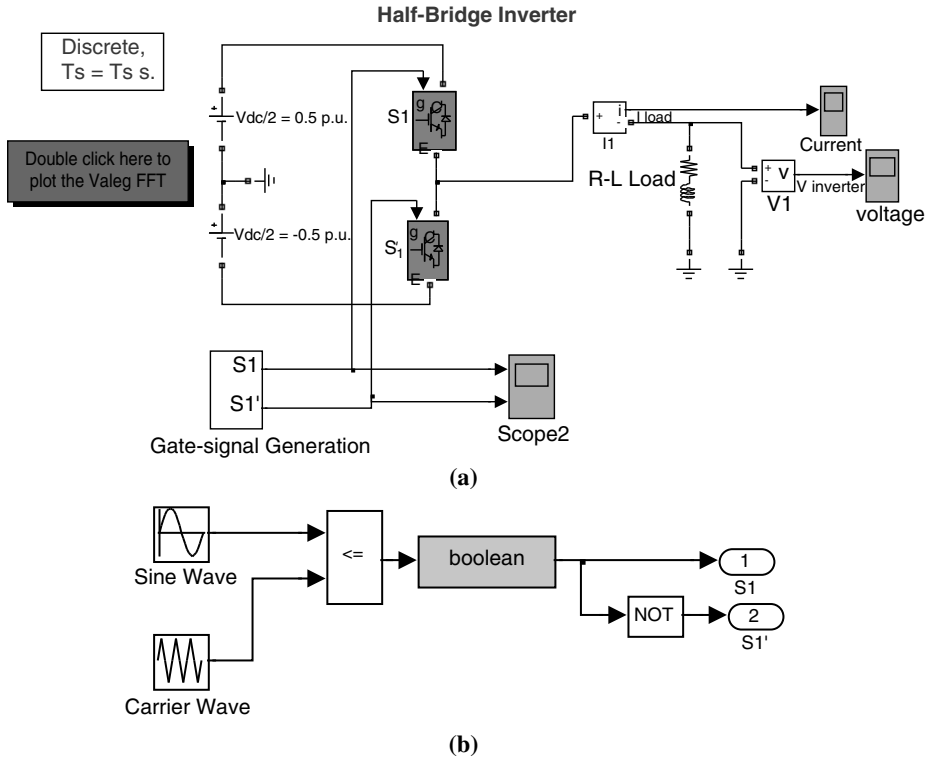 Half-Bridge Inverter
Discrete,
Ts = Ts s.
Double click here to
plot the Valeg FFT
+
Vdc/2 = 0.5 p.u.
+
Vdc/2 = -0.5 p.u.
S1
g C
E
S'1
g C
E
+ i
-
I load
I1
R-L Load
+ v
-
V inverter
V1
Current
voltage
S1
S1'
Gate-signal Generation
Scope2
(a)
Sine Wave
Carrier Wave
<=
boolean
NOT
1
S1
2
S1'
(b)